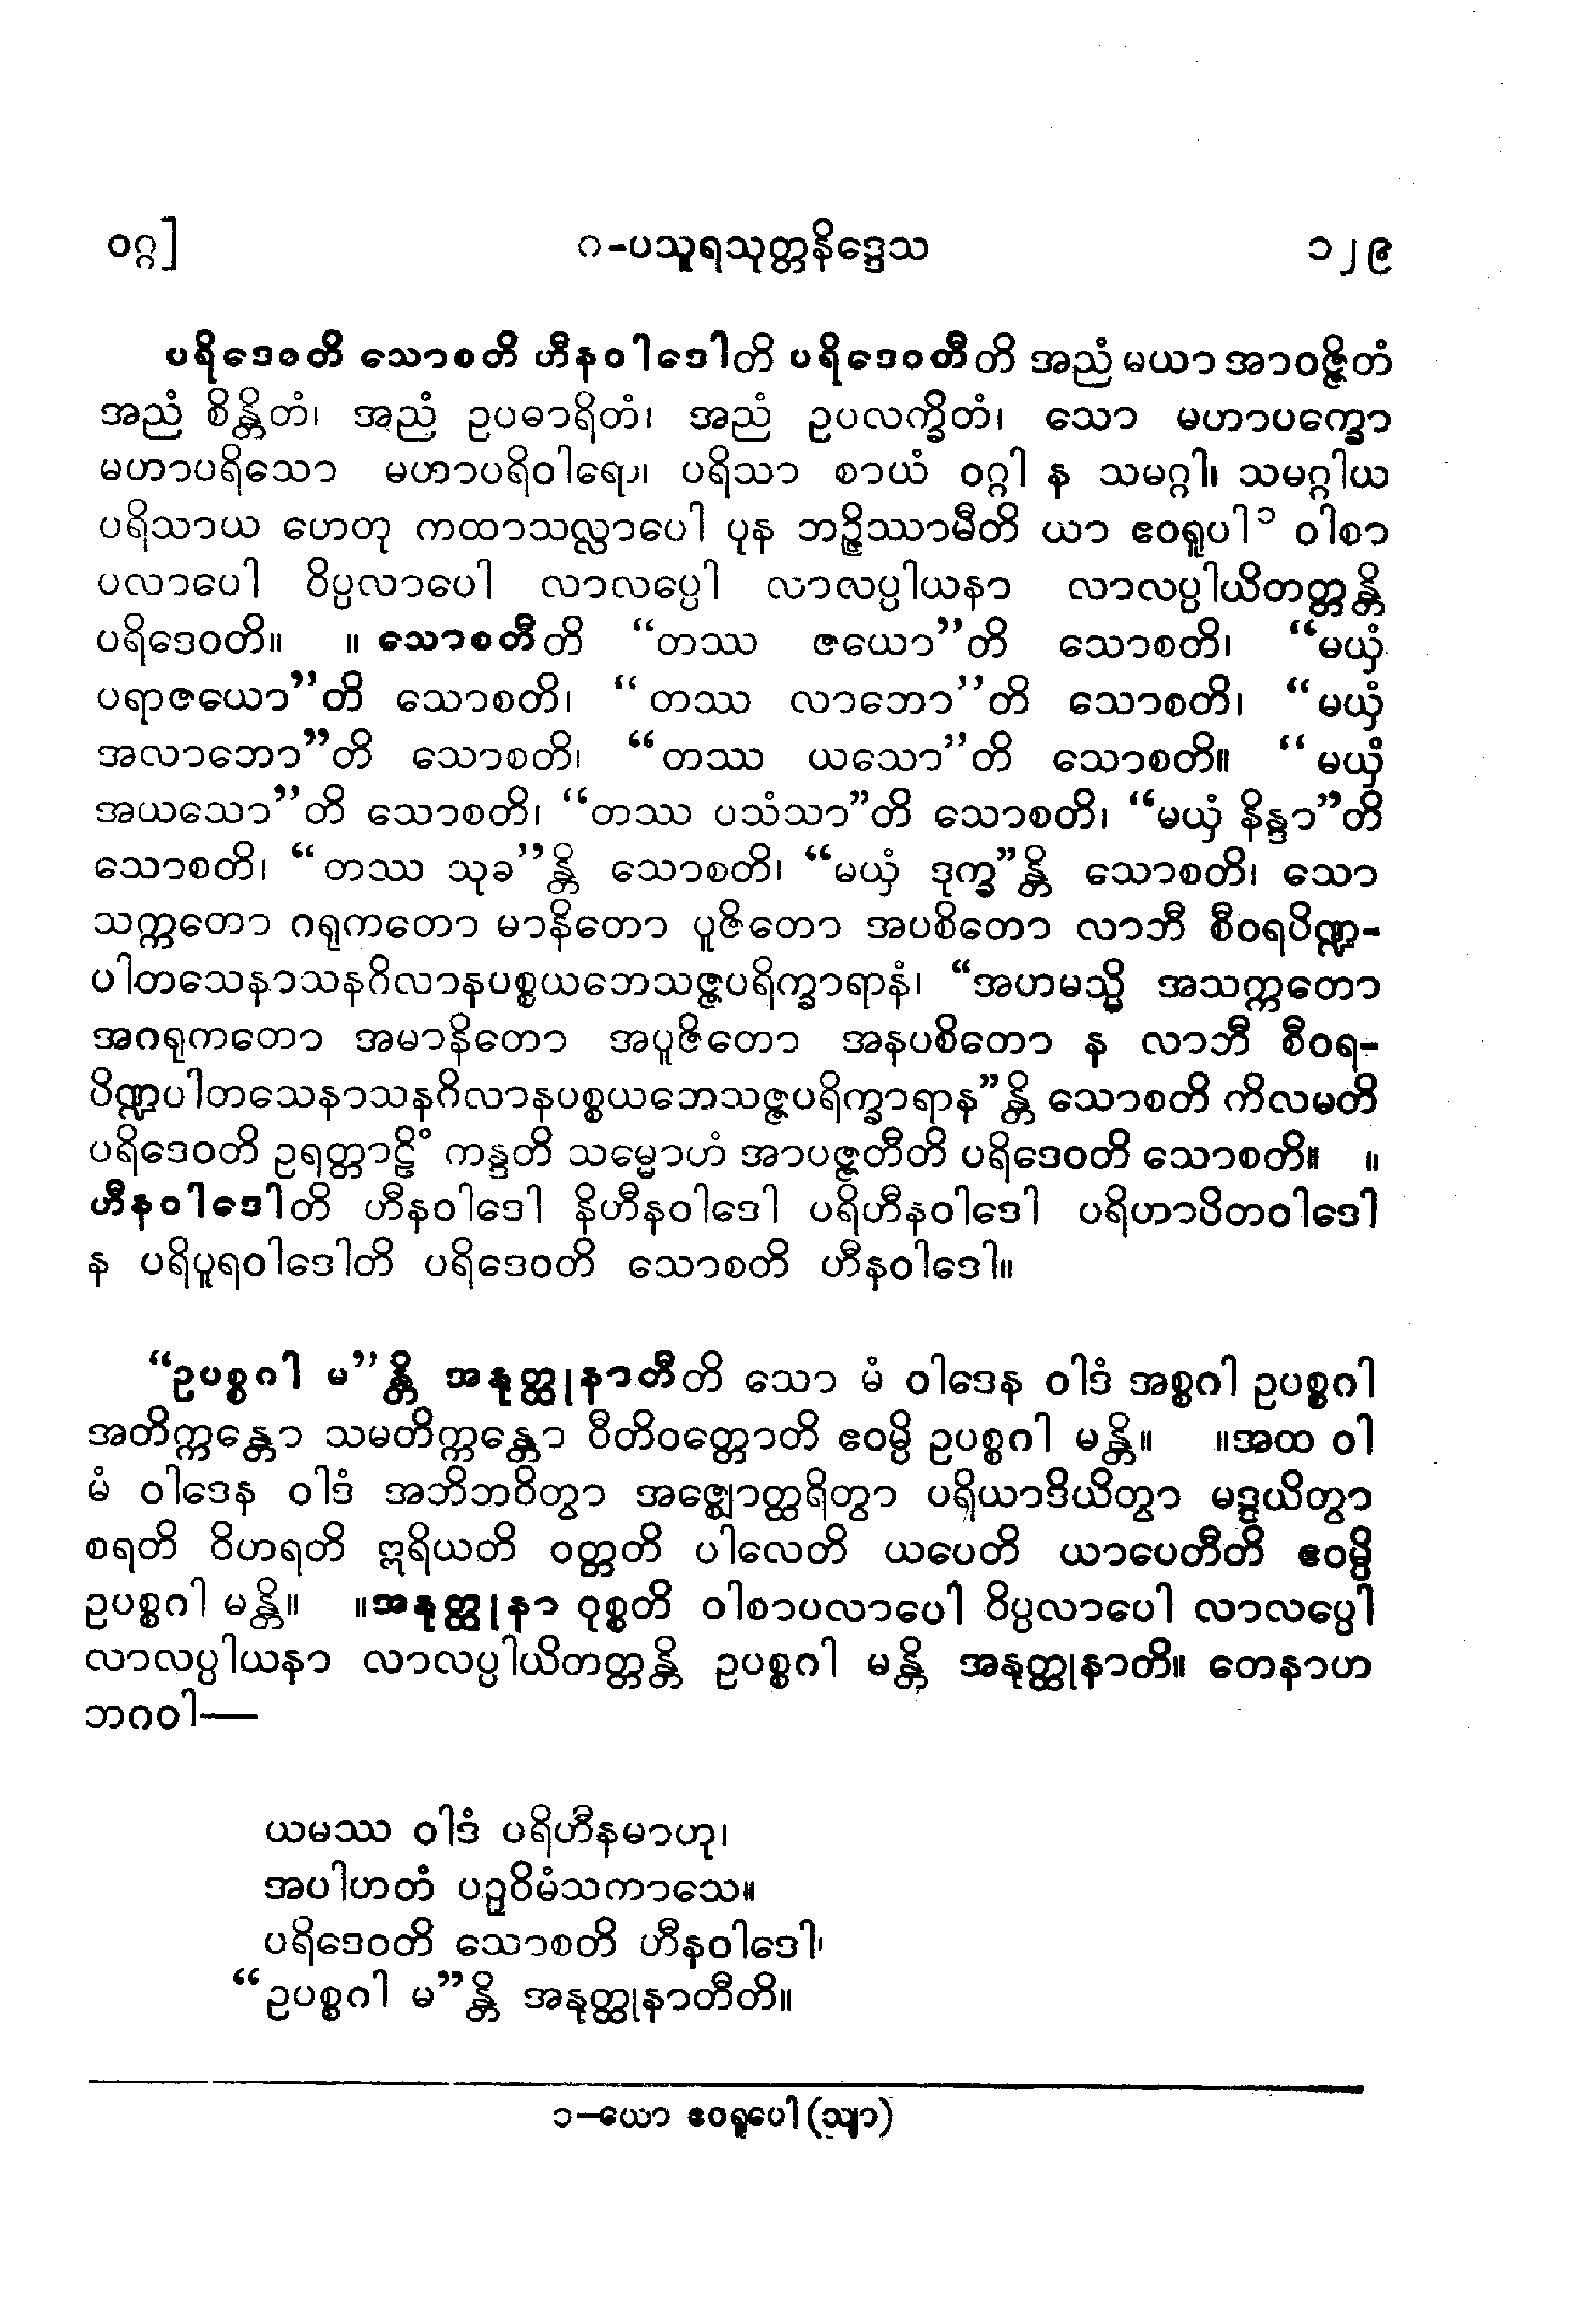 ဝဂ္ဂ] ဂ-ပသူရသုတ္တနိဒ္ဒေသ ၁၂၉
ပရိဒေဝတိ သောစတိ ဟီနဝါဒေါတိ ပရိဒေဝတီတိ အညံ မယာ အာဝဇ္ဇိတံ
အညံ စိန္တိတံ၊ အညံ ဥပဓာရိတံ၊ အညံ ဥပလက္ခိတံ၊ သော မဟာပက္ခော
မဟာပရိသော မဟာပရိဝါရော၊ ပရိသာ စာယံ ဝဂ္ဂါ န သမဂ္ဂါ၊ သမဂ္ဂါယ
ပရိသာယ ဟေတု ကထာသလ္လာပေါ ပုန ဘဉ္ဇိဿာမီတိ ယာ ဧဝရူပါ ၁ ဝါစာ
ပလာပေါ ဝိပ္ပလာပေါ လာလပ္ပေါ လာလပ္ပါယနာ လာလပ္ပါယိတတ္တန္တိ
ပရိဒေဝတိ။ ။ သောစတီတိ “တဿ ဇယော”တိ သောစတိ၊ “မယှံ
ပရာဇယော”တိ သောစတိ၊ “တဿ လာဘော”တိ သောစတိ၊ “မယှံ
အလာဘော”တိ သောစတိ၊ “တဿ ယသော”တိ သောစတိ။ “မယှံ
အယသော”တိ သောစတိ၊ “တဿ ပသံသာ”တိ သောစတိ၊ “မယှံ နိန္ဒာ”တိ
သောစတိ၊ “တဿ သုခ”န္တိ သောစတိ၊ “မယှံ ဒုက္ခ”န္တိ သောစတိ၊ သော
သက္ကတော ဂရုကတော မာနိတော ပူဇိတော အပစိတော လာဘီ စီဝရပိဏ္ဍ-
ပါတသေနာသနဂိလာနပစ္စယဘေသဇ္ဇပရိက္ခာရာနံ၊ “အဟမသ္မိ အသက္ကတော
အဂရုကတော အမာနိတော အပူဇိတော အနပစိတော န လာဘီ စီဝရ-
ပိဏ္ဍပါတသေနာသနဂိလာနပစ္စယဘေသဇ္ဇပရိက္ခာရာန”န္တိ သောစတိ ကိလမတိ
ပရိဒေဝတိ ဥရတ္တာဠိံ ကန္ဒတိ သမ္မောဟံ အာပဇ္ဇတီတိ ပရိဒေဝတိ သောစတိ။ ။
ဟီနဝါဒေါတိ ဟီနဝါဒေါ နိဟီနဝါဒေါ ပရိဟီနဝါဒေါ ပရိဟာပိတဝါဒေါ
န ပရိပူရဝါဒေါတိ ပရိဒေဝတိ သောစတိ ဟီနဝါဒေါ။
“ဥပစ္စဂါ မ”န္တိ အနုတ္ထုနာတီတိ သော မံ ဝါဒေန ဝါဒံ အစ္စဂါ ဥပစ္စဂါ
အတိက္ကန္တော သမတိက္ကန္တော ဝီတိဝတ္တောတိ ဧဝမ္ပိ ဥပစ္စဂါ မန္တိ။ ။အထ ဝါ
မံ ဝါဒေန ဝါဒံ အဘိဘဝိတွာ အဇ္ဈောတ္ထရိတွာ ပရိယာဒိယိတွာ မဒ္ဒယိတွာ
စရတိ ဝိဟရတိ ဣရိယတိ ဝတ္တတိ ပါလေတိ ယပေတိ ယာပေတီတိ ဧဝမ္ပိ
ဥပစ္စဂါ မန္တိ။ ။အနုတ္ထုနာ ဝုစ္စတိ ဝါစာပလာပေါ ဝိပ္ပလာပေါ လာလပ္ပေါ
လာလပ္ပါယနာ လာလပ္ပါယိတတ္တန္တိ ဥပစ္စဂါ မန္တိ အနုတ္ထုနာတိ။ တေနာဟ
ဘဂဝါ—
ယမဿ ဝါဒံ ပရိဟီနမာဟု၊
အပါဟတံ ပဉှဝိမံသကာသေ။
ပရိဒေဝတိ သောစတိ ဟီနဝါဒေါ၊
“ဥပစ္စဂါ မ”န္တိ အနုတ္ထုနာတီတိ။
၁-ယော ဧဝရူပေါ (သျာ)